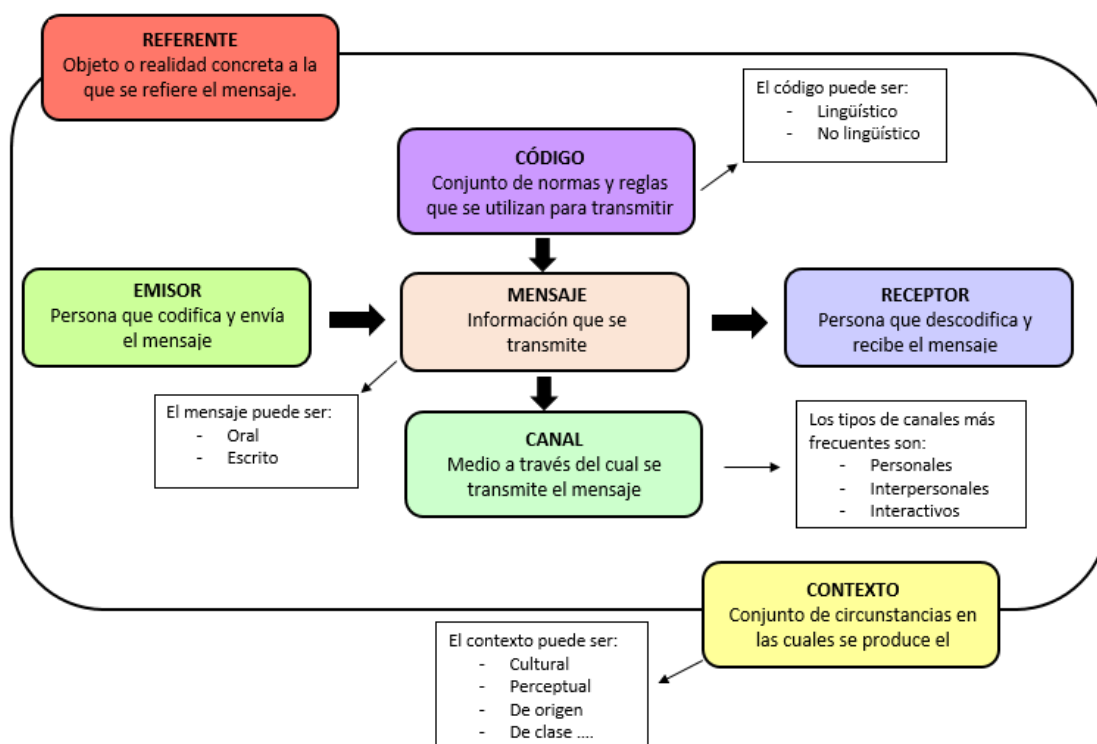 REFERENTE
Objeto o realidad concreta a la
que se refiere el mensaje.
El código puede ser:
- Lingüístico
- No lingüístico
CÓDIGO
Conjunto de normas y reglas
que se utilizan para transmitir
EMISOR
Persona que codifica y envía
el mensaje
MENSAJE
Información que se
transmite
RECEPTOR
Persona que descodifica y
recibe el mensaje
El mensaje puede ser:
- Oral
- Escrito
CANAL
Medio a través del cual se
transmite el mensaje
Los tipos de canales más
frecuentes son:
- Personales
- Interpersonales
- Interactivos
CONTEXTO
Conjunto de circunstancias en
las cuales se produce el
El contexto puede ser:
- Cultural
- Perceptual
- De origen
- De clase ....